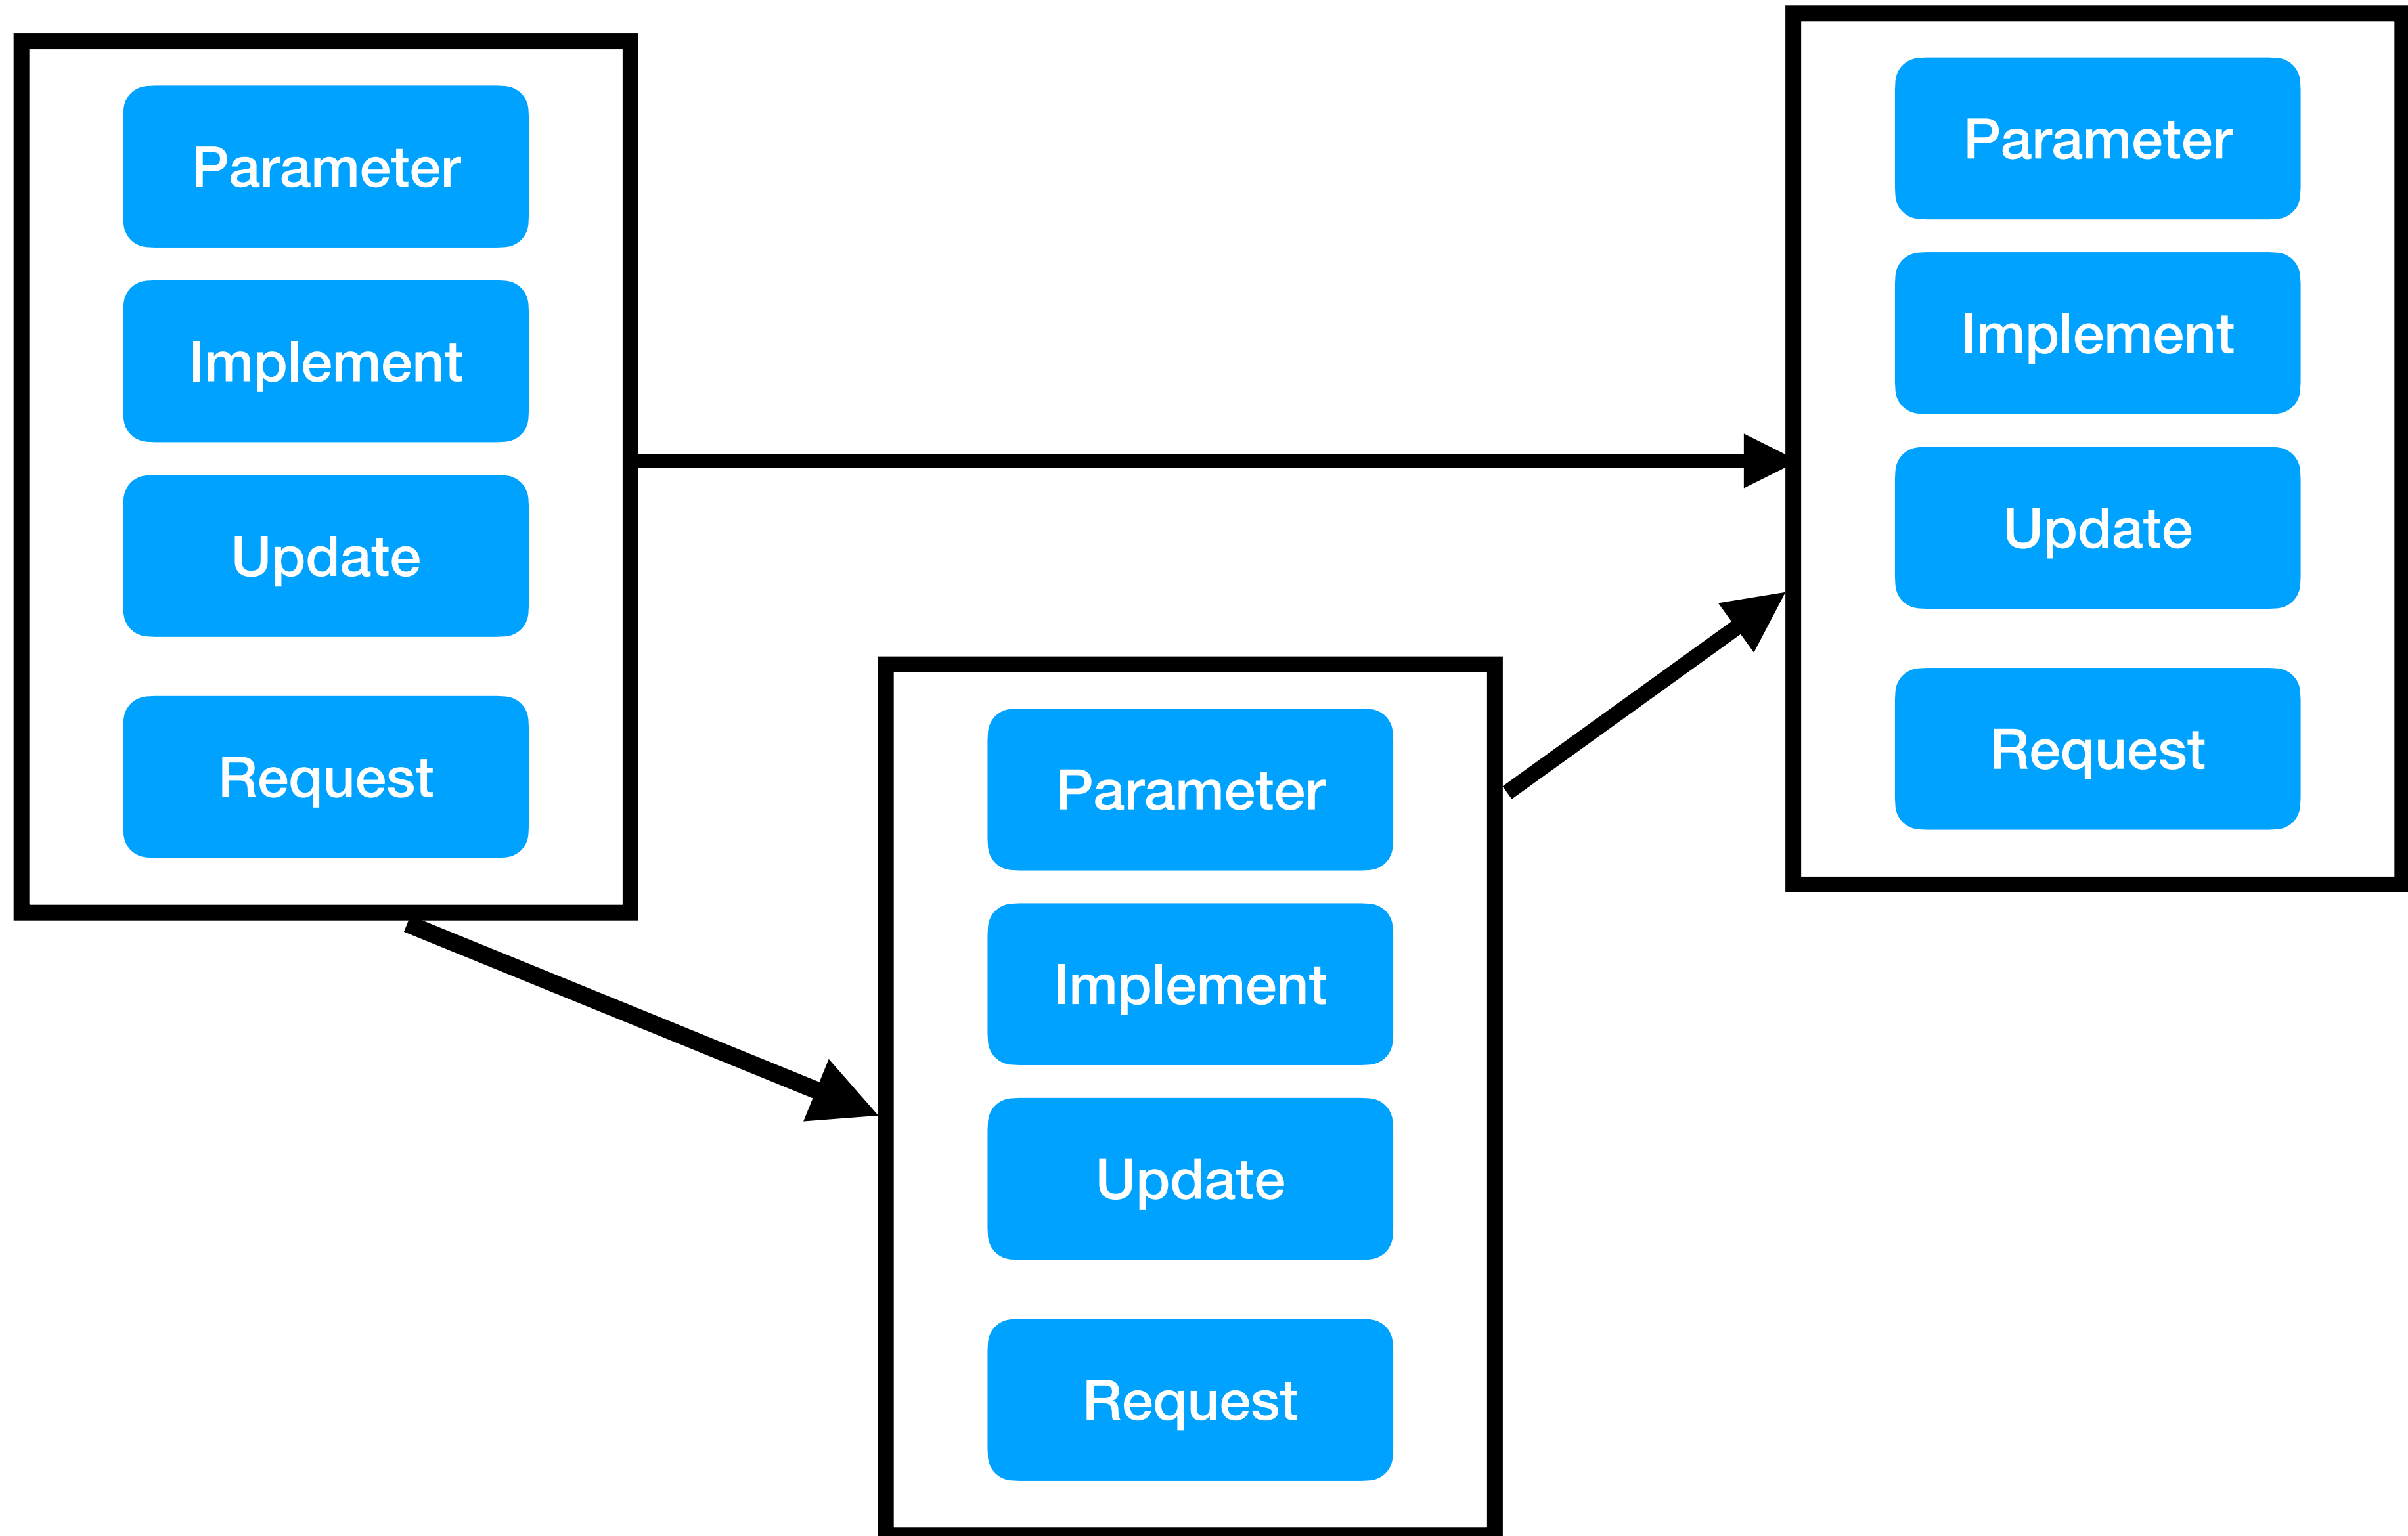 Parameter
Implement
Update
Request
Parameter
Implement
Update
Request
Parameter
Implement
Update
Request